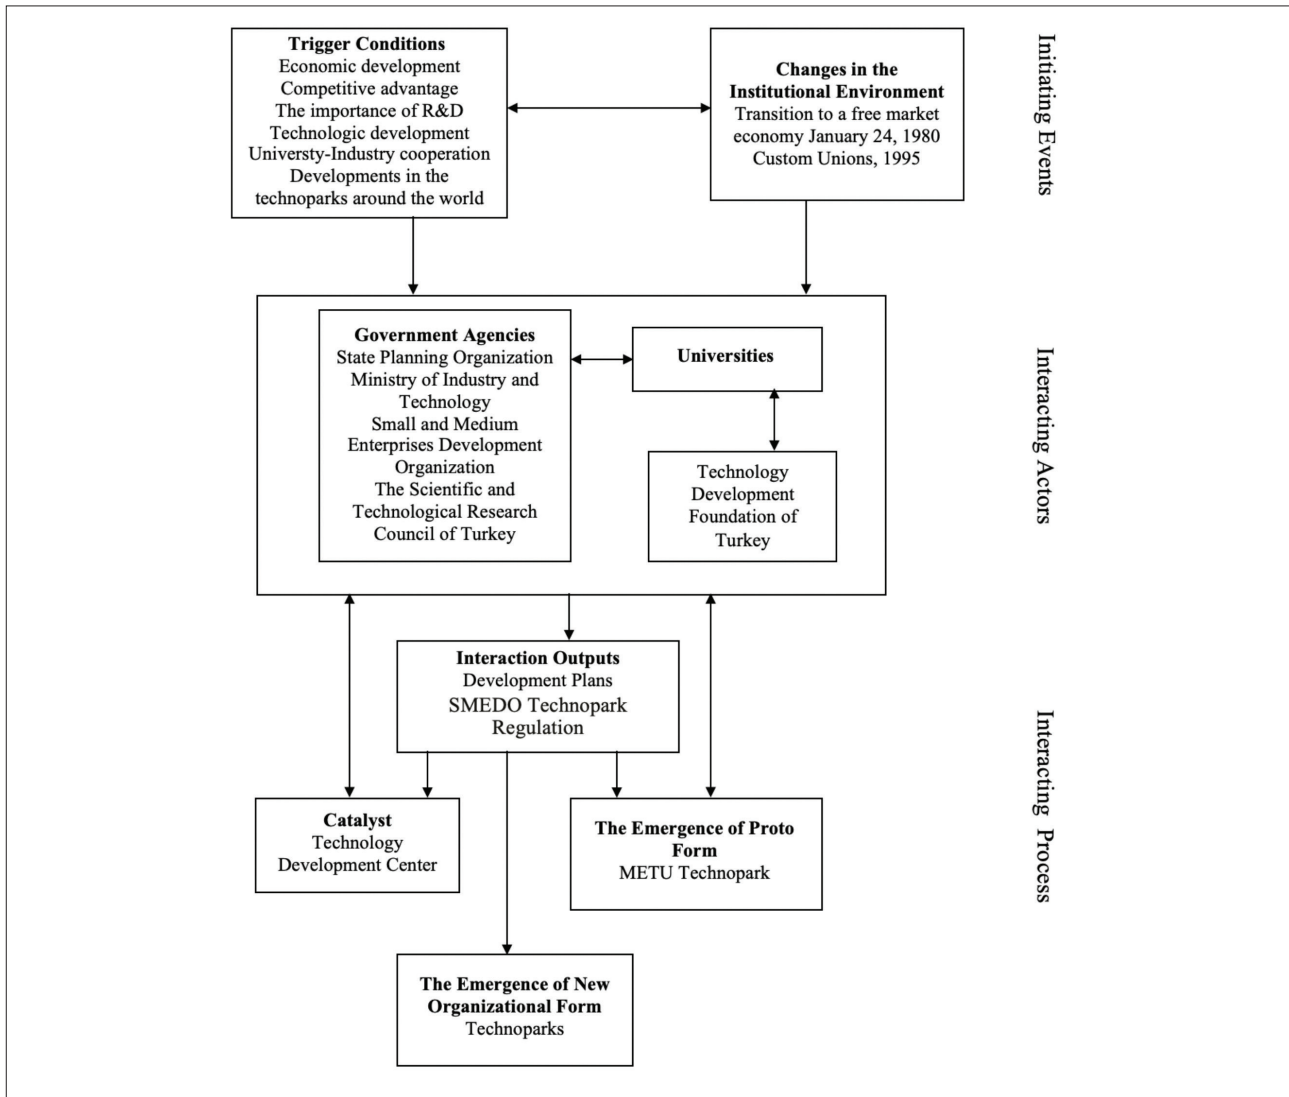 Trigger Conditions
Economic development
Competitive advantage
The importance of R&D
Technologic development
Universty-Industry cooperation
Developments in the
technoparks around the world
Changes in the
Institutional Environment
Transition to a free market
economy January 24, 1980
Custom Unions, 1995
Initiating Events
Government Agencies
State Planning Organization
Ministry of Industry and
Technology
Small and Medium
Enterprises Development
Organization
The Scientific and
Technological Research
Council of Turkey
Universities
Technology
Development
Foundation of
Turkey
Interacting Actors
Interaction Outputs
Development Plans
SMEDO Technopark
Regulation
Catalyst
Technology
Development Center
The Emergence of Proto
Form
METU Technopark
Interacting Process
The Emergence of New
Organizational Form
Technoparks